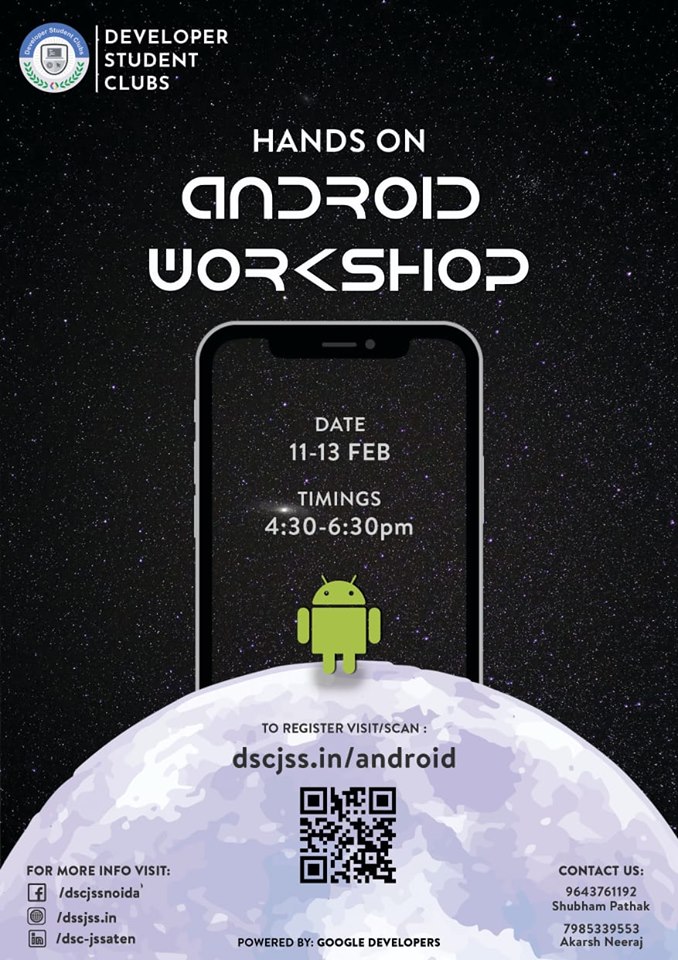 Developer Student Clubs
DEVELOPER
STUDENT
CLUBS
HANDS ON
ANDROID
WORKSHOP
DATE
11-13 FEB
TIMINGS
4:30-6:30pm
TO REGISTER VISIT/SCAN :
dscjss.in/android
FOR MORE INFO VISIT:
/dscjssnoida'
/dssjss.in
/dsc-jssaten
POWERED BY: GOOGLE DEVELOPERS
CONTACT US:
9643761192
Shubham Pathak
7985339553
Akarsh Neeraj